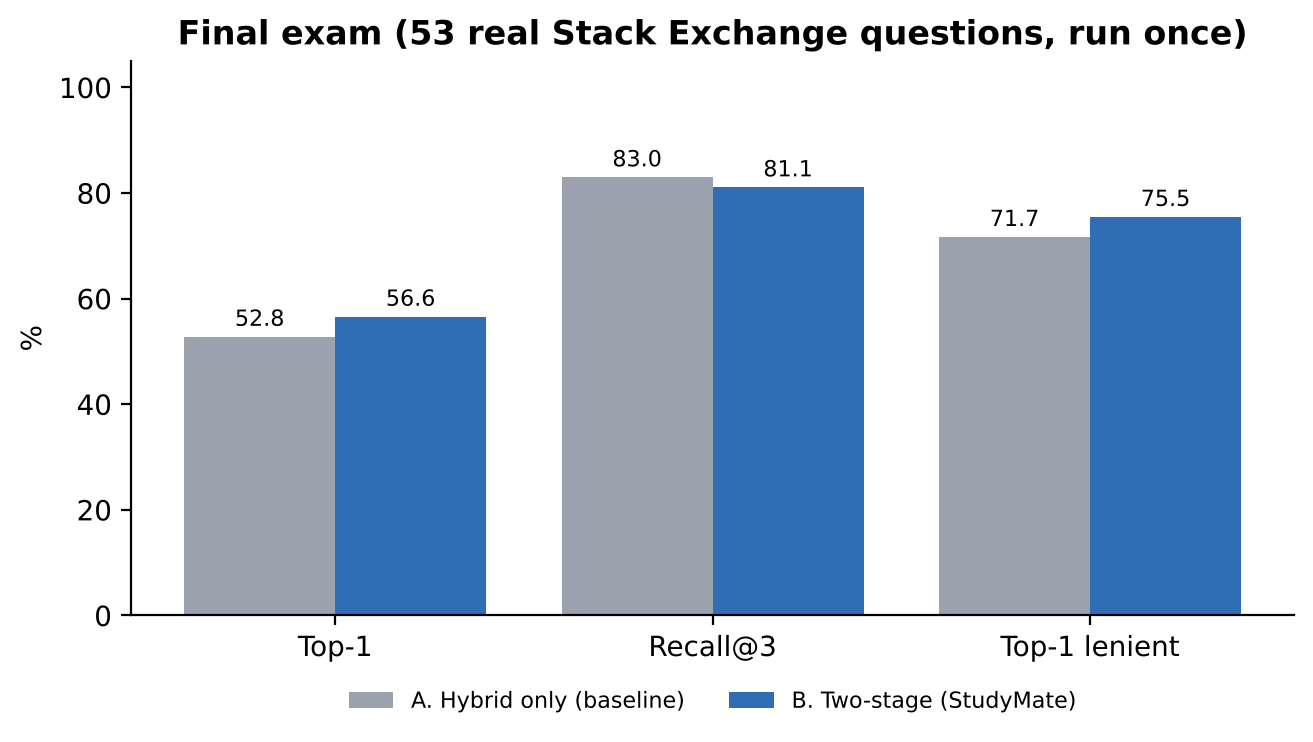 Final exam (53 real Stack Exchange questions, run once)
100
80
60
40
20
0
%
52.8
56.6
83.0
81.1
71.7
75.5
Top-1
Recall@3
Top-1 lenient
A. Hybrid only (baseline)
B. Two-stage (StudyMate)